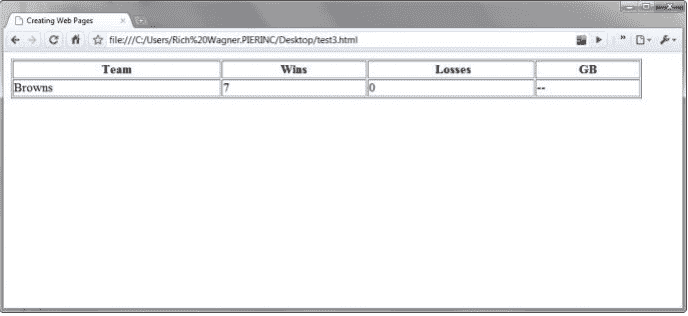 Creating Web Pages
file:///C:/Users/Rich%20Wagner.PIERINC/Desktop/test3.html
Team Wins Losses GB
Browns 7 0 --